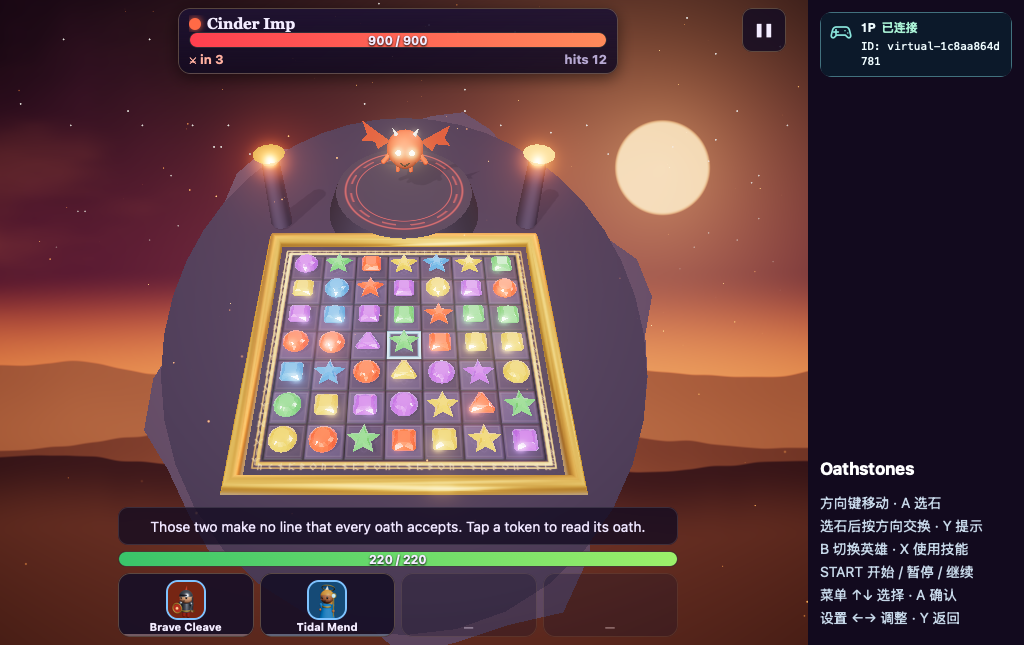 Cinder Imp
900 / 900
⚔ in 3
hits 12
1P 已连接
ID: virtual-1c8aa864d
781
Those two make no line that every oath accepts. Tap a token to read its oath.
220 / 220
Brave Cleave
Tidal Mend
—
—
Oathstones
方向键移动 · A 选石
选石后按方向交换 · Y 提示
B 切换英雄 · X 使用技能
START 开始 / 暂停 / 继续
菜单 ↑↓ 选择 · A 确认
设置 ←→ 调整 · Y 返回